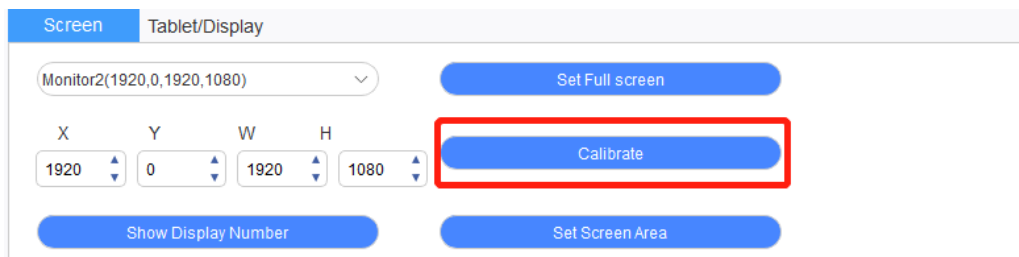 Screen Tablet/Display
Monitor2(1920,0,1920,1080) Set Full screen
X Y W H
1920 0 1920 1080 Calibrate
Show Display Number Set Screen Area